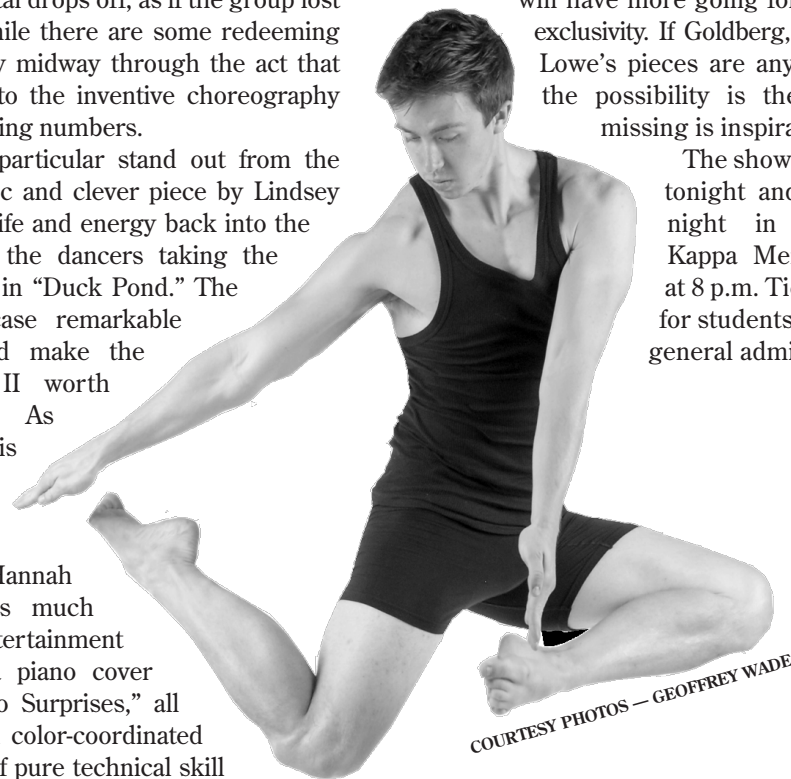 tal drops off, as if the group lost
hile there are some redeeming
y midway through the act that
to the inventive choreography
ing numbers.
particular stand out from the
c and clever piece by Lindsey
ife and energy back into the
the dancers taking the
in “Duck Pond.” The
ase remarkable
d make the
II worth
As
is
Hannah
s much
tertainment
piano cover
o Surprises,” all
color-coordinated
f pure technical skill
will have more going for
exclusivity. If Goldberg,
Lowe’s pieces are any
the possibility is the
missing is inspira
The show
tonight and
night in
Kappa Me
at 8 p.m. Tic
for students
general admi
COURTESY PHOTOS — GEOFFREY WADE